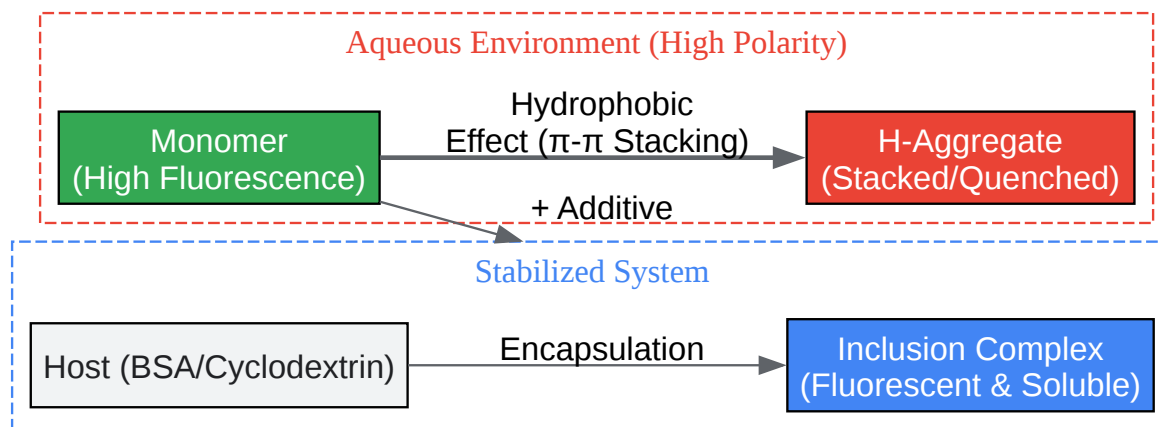 Aqueous Environment (High Polarity)
Hydrophobic
Effect (π-π Stacking)
Monomer
(High Fluorescence)
H-Aggregate
(Stacked/Quenched)
+ Additive
Stabilized System
Host (BSA/Cyclodextrin)
Encapsulation
Inclusion Complex
(Fluorescent & Soluble)